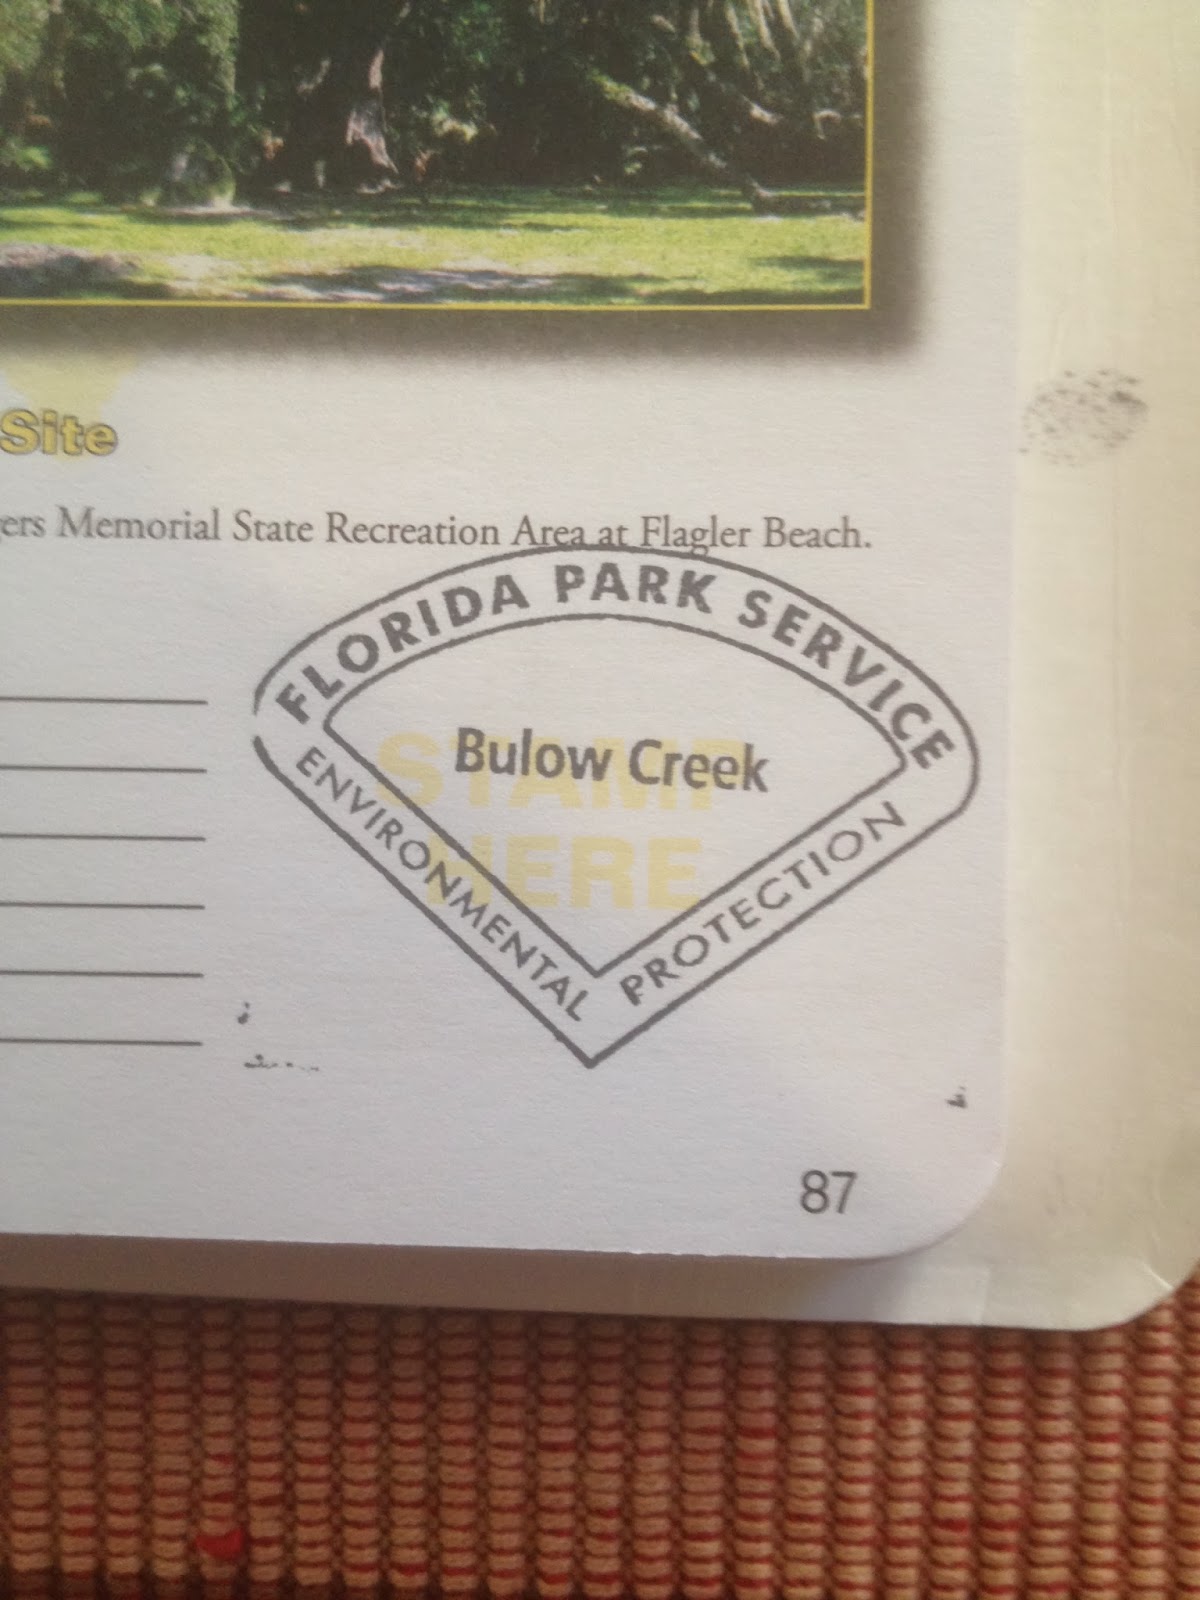 Site
ers Memorial State Recreation Area at Flagler Beach.
FLORIDA PARK SERVICE
Bulow Creek
STAMP
HERE
ENVIRONMENTAL
PROTECTION
87